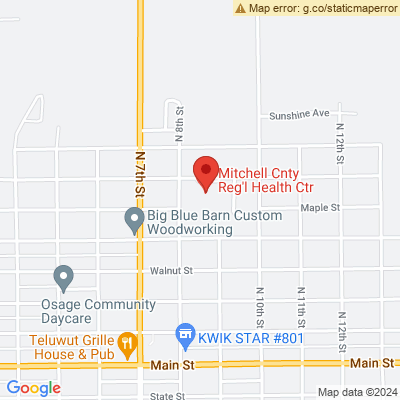 Map error: g.co/staticmaperror
Sunshine Ave
N 8th St
N 12th St
N 7th St
Mitchell Cnty
Reg'l Health Ctr
Maple St
Big Blue Barn Custom
Woodworking
Walnut St
Osage Community
Daycare
N 10th St
N 11th St
N 12th St
Teluwut Grille
House & Pub
KWIK STAR #801
Main St
Main St
Google
State St
Map data ©2024